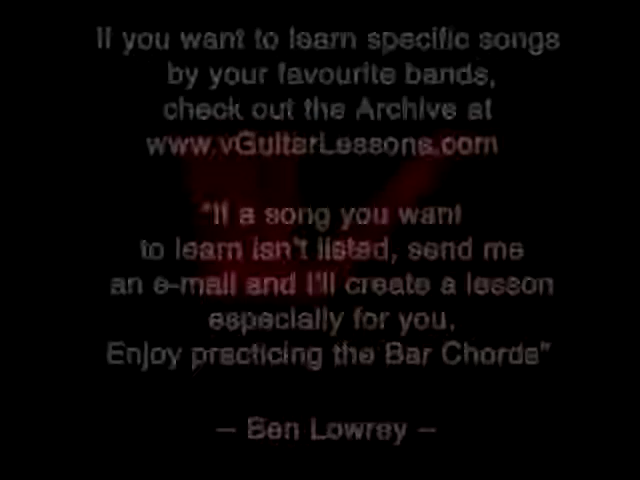 If you want to learn specific songs
by your favourite bands,
check out the Archive at
www.vGuitarLessons.com
"If a song you want
to learn isn't listed, send me
an e-mail and I'll create a lesson
especially for you.
Enjoy practicing the Bar Chords"
– Ben Lowrey –